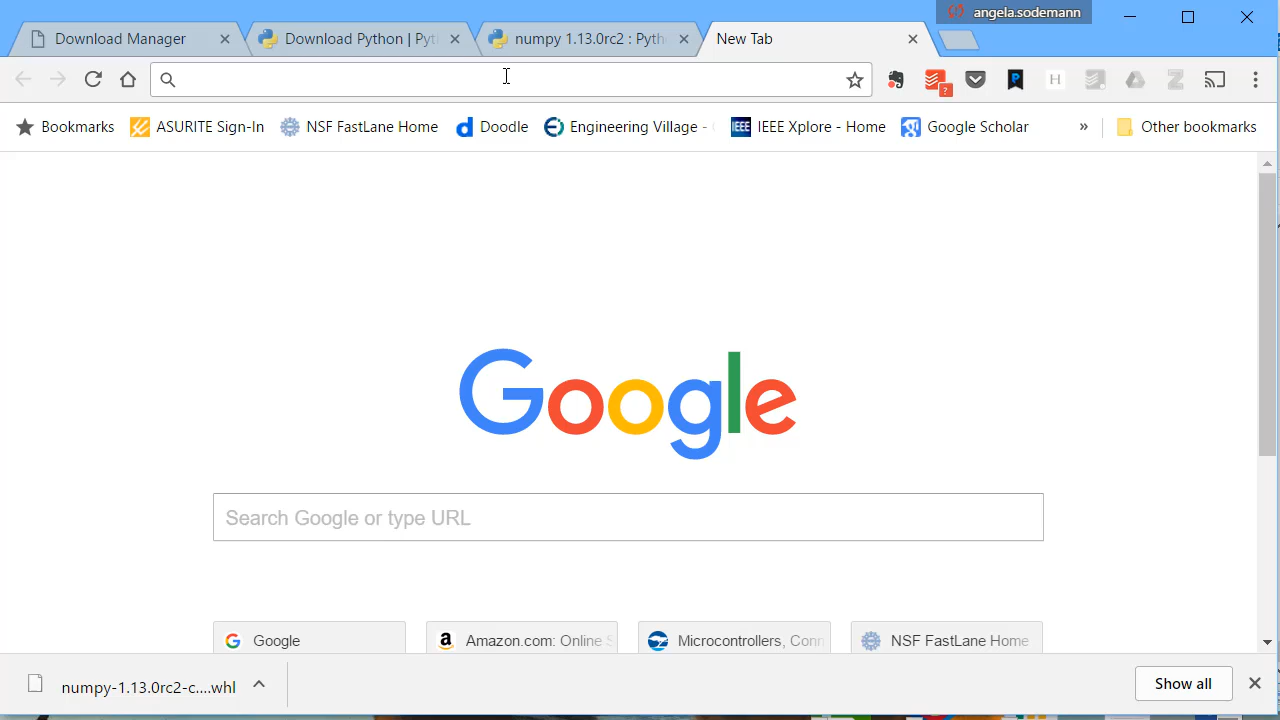 angela.sodemann
Download Manager
Download Python | Pyt
numpy 1.13.0rc2 : Pyth
New Tab
?
P
H
Z
Bookmarks
ASURITE Sign-In
NSF FastLane Home
Doodle
Engineering Village -
IEEE Xplore - Home
Google Scholar
»
Other bookmarks
Google
Search Google or type URL
Google
Amazon.com: Online S
Microcontrollers, Conn
NSF FastLane Home
numpy-1.13.0rc2-c....whl
Show all